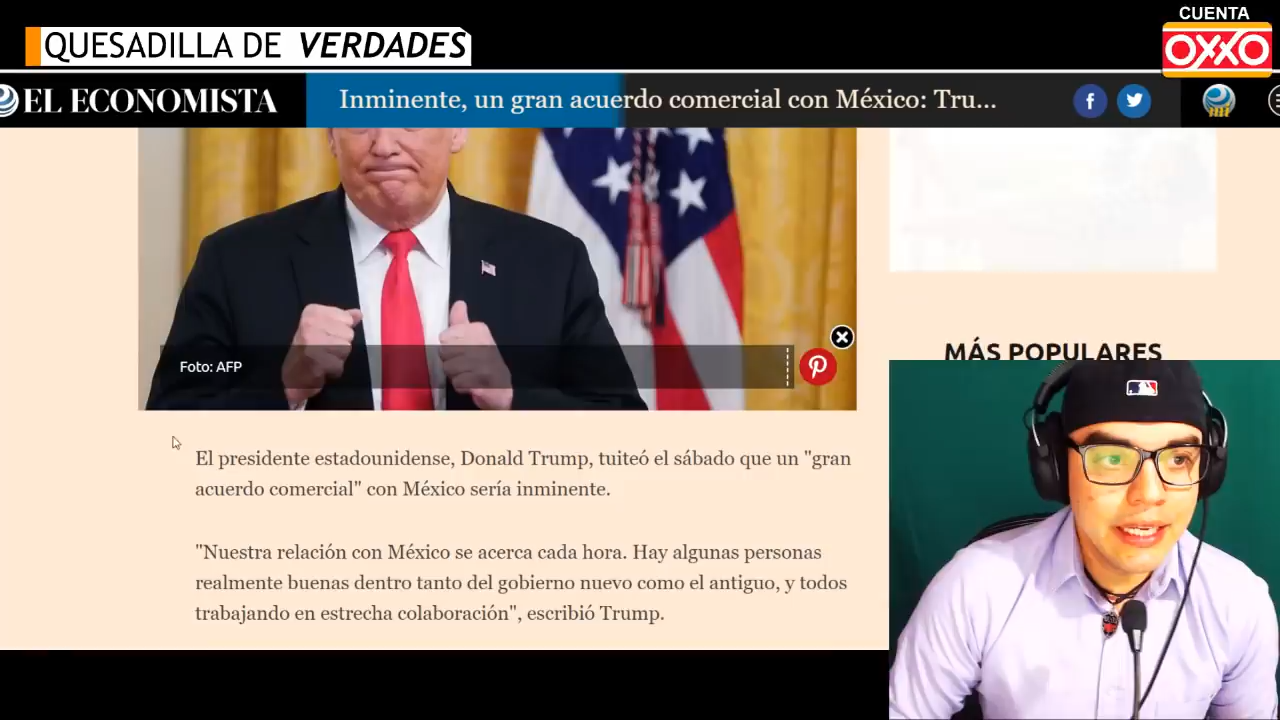 CUENTA
QUESADILLA DE VERDADES
OXXO
EL ECONOMISTA
Inminente, un gran acuerdo comercial con México: Tru...
Foto: AFP
MÁS POPULARES
El presidente estadounidense, Donald Trump, tuiteó el sábado que un "gran
acuerdo comercial" con México sería inminente.
"Nuestra relación con México se acerca cada hora. Hay algunas personas
realmente buenas dentro tanto del gobierno nuevo como el antiguo, y todos
trabajando en estrecha colaboración", escribió Trump.